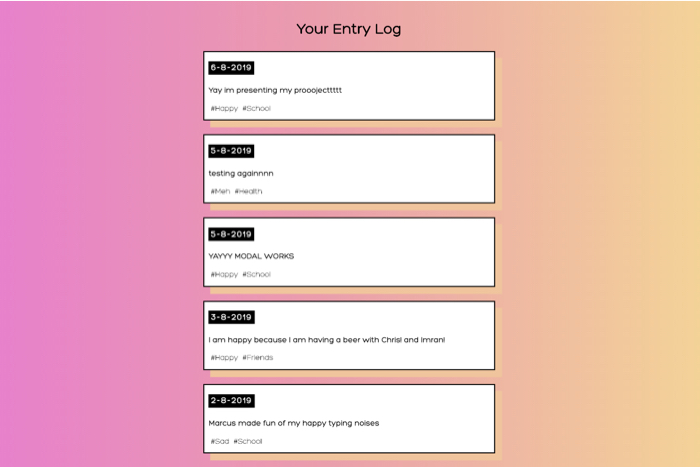 Your Entry Log
6-8-2019
Yay im presenting my prooojecttttt
#Happy #School
5-8-2019
testing againnnn
#Meh #Health
5-8-2019
YAYYY MODAL WORKS
#Happy #School
3-8-2019
I am happy because I am having a beer with Chris! and Imran!
#Happy #Friends
2-8-2019
Marcus made fun of my happy typing noises
#Sad #School